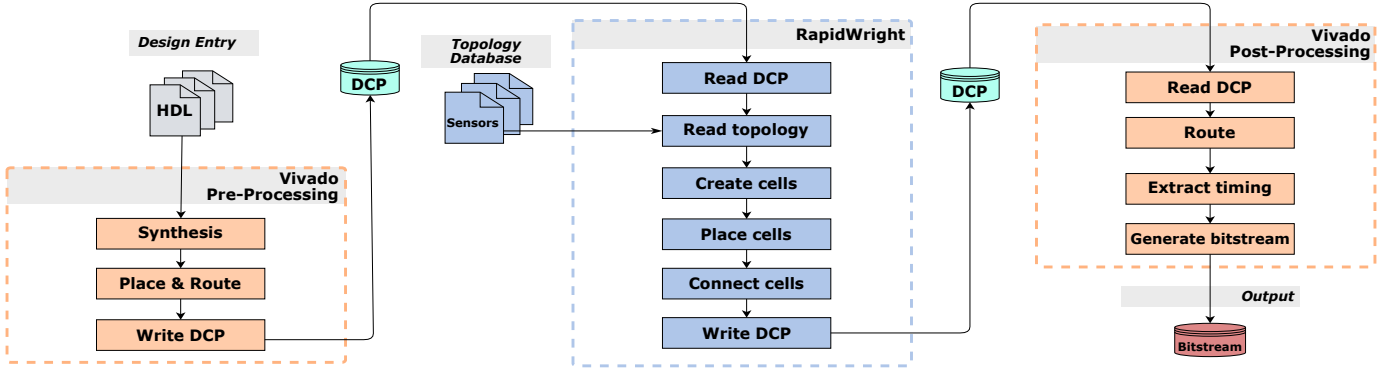 Design Entry
HDL
Vivado
Pre-Processing
Synthesis
Place & Route
Write DCP
DCP
Topology
Database
Sensors
RapidWright
Read DCP
Read topology
Create cells
Place cells
Connect cells
Write DCP
DCP
Vivado
Post-Processing
Read DCP
Route
Extract timing
Generate bitstream
Output
Bitstream